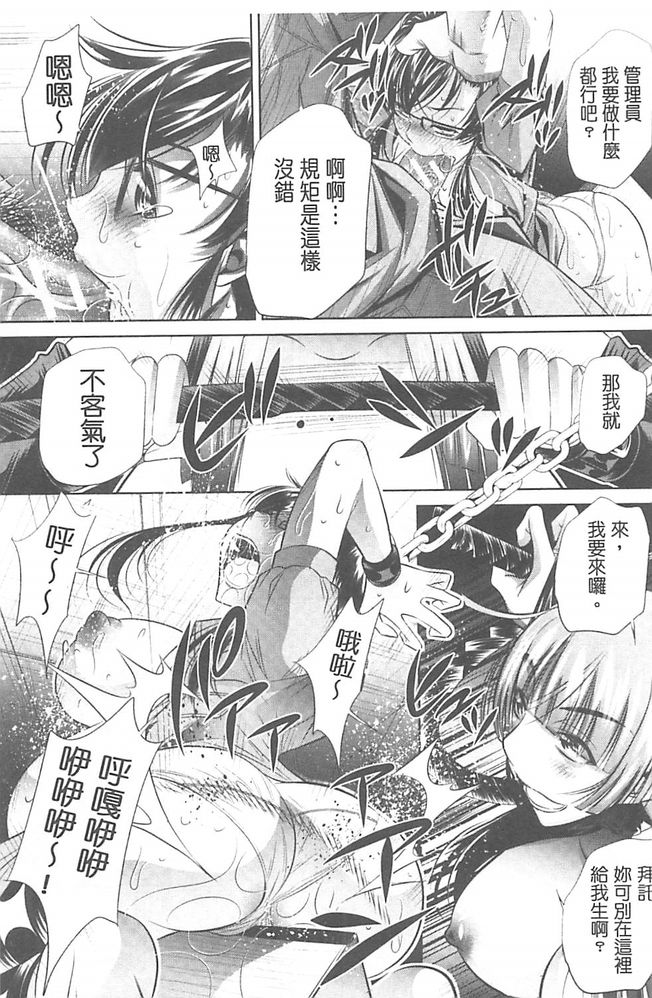 管理員
我要做什麼
都行吧？
啊啊…
規矩是這樣
沒錯
嗯～
嗯嗯～
那我就
不客氣了
來，
我要來囉。
哦啦～
呼～～
呼嘎咿咿
咿咿咿～！
拜託
妳可別在這裡
給我生啊？